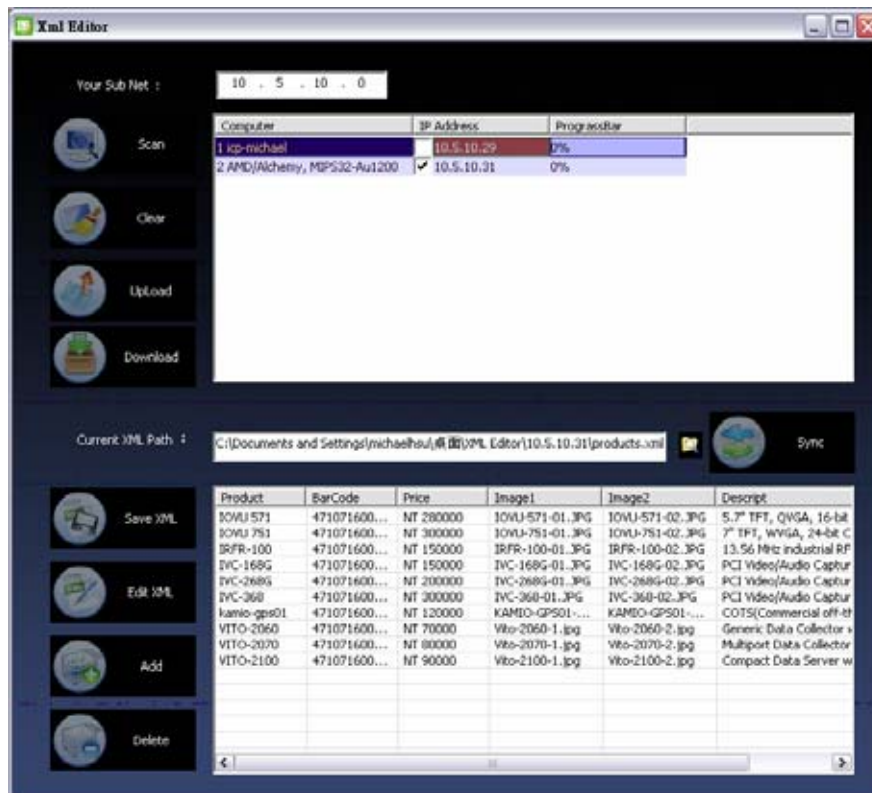 Xml Editor
Your Sub Net :
10 . 5 . 10 . 0
Scan
Clear
UpLoad
Download
Computer IP Address PrograssBar
1 icp-michael 10.5.10.29 0%
2 AMD/Alchemy, MIPS32-Au1200 10.5.10.31 0%
Current XML Path :
C:\Documents and Settings\michaelhsu\桌面\XML Editor\10.5.10.31\products.xml
Sync
Save XML
Edit XML
Add
Delete
Product BarCode Price Image1 Image2 Descript
IOVU 571 471071600... NT 280000 IOVU-571-01.JPG IOVU-571-02.JPG 5.7" TFT, QVGA, 16-bit
IOVU 751 471071600... NT 300000 IOVU-751-01.JPG IOVU-751-02.JPG 7" TFT, WVGA, 24-bit C
IRFR-100 471071600... NT 150000 IRFR-100-01.JPG IRFR-100-02.JPG 13.56 MHz industrial RF
IVC-168G 471071600... NT 150000 IVC-168G-01.JPG IVC-168G-02.JPG PCI Video/Audio Captur
IVC-268G 471071600... NT 200000 IVC-268G-01.JPG IVC-268G-02.JPG PCI Video/Audio Captur
IVC-368 471071600... NT 300000 IVC-368-01.JPG IVC-368-02.JPG PCI Video/Audio Captur
kamio-gps01 471071600... NT 120000 KAMIO-GPS01-... KAMIO-GPS01-... COTS(Commercial off-th
VITO-2060 471071600... NT 70000 Vito-2060-1.jpg Vito-2060-2.jpg Generic Data Collector
VITO-2070 471071600... NT 80000 Vito-2070-1.jpg Vito-2070-2.jpg Multiport Data Collector
VITO-2100 471071600... NT 90000 Vito-2100-1.jpg Vito-2100-2.jpg Compact Data Server w